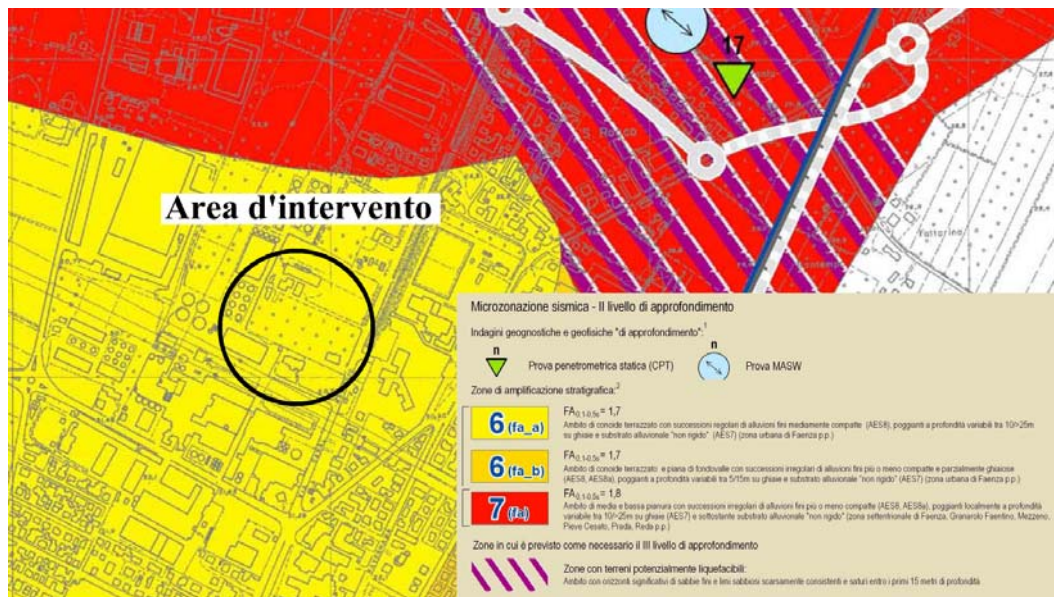 17
S. Rocco
Area d'intervento
Fattorina
Microzonazione sismica - II livello di approfondimento
Indagini geognostiche e geofisiche "di approfondimento":1
n
Prova penetrometrica statica (CPT)
n
Prova MASW
Zone di amplificazione stratigrafica:2
6 (fa_a)
FA0,1-0,5s= 1,7
Ambito di conoide terrazzato con successioni regolari di alluvioni fini mediamente compatte (AES8), poggianti a profondità variabili tra 10/>25m
su ghiaie e substrato alluvionale "non rigido" (AES7) (zona urbana di Faenza p.p.)
6 (fa_b)
FA0,1-0,5s= 1,7
Ambito di conoide terrazzato e piana di fondovalle con successioni irregolari di alluvioni fini più o meno compatte e parzialmente ghiaiose
(AES8, AES8a), poggianti a profondità variabili tra 5/15m su ghiaie e substrato alluvionale "non rigido" (AES7) (zona urbana di Faenza p.p.)
7 (fa)
FA0,1-0,5s= 1,8
Ambito di media e bassa pianura con successioni irregolari di alluvioni fini più o meno compatte (AES8, AES8a), poggianti focalmente a profondità
variabile tra 10/>25m su ghiaie (AES7) e sottostante substrato alluvionale "non rigido" (zona settentrionale di Faenza, Granarolo Faentino, Mezzeno,
Pieve Cesato, Prada, Reda p.p.)
Zone in cui è previsto come necessario il III livello di approfondimento
Zone con terreni potenzialmente liquefacibili:
Ambito con orizzonti significativi di sabbie fini e limi sabbiosi scarsamente consistenti e saturi entro i primi 15 metri di profondità